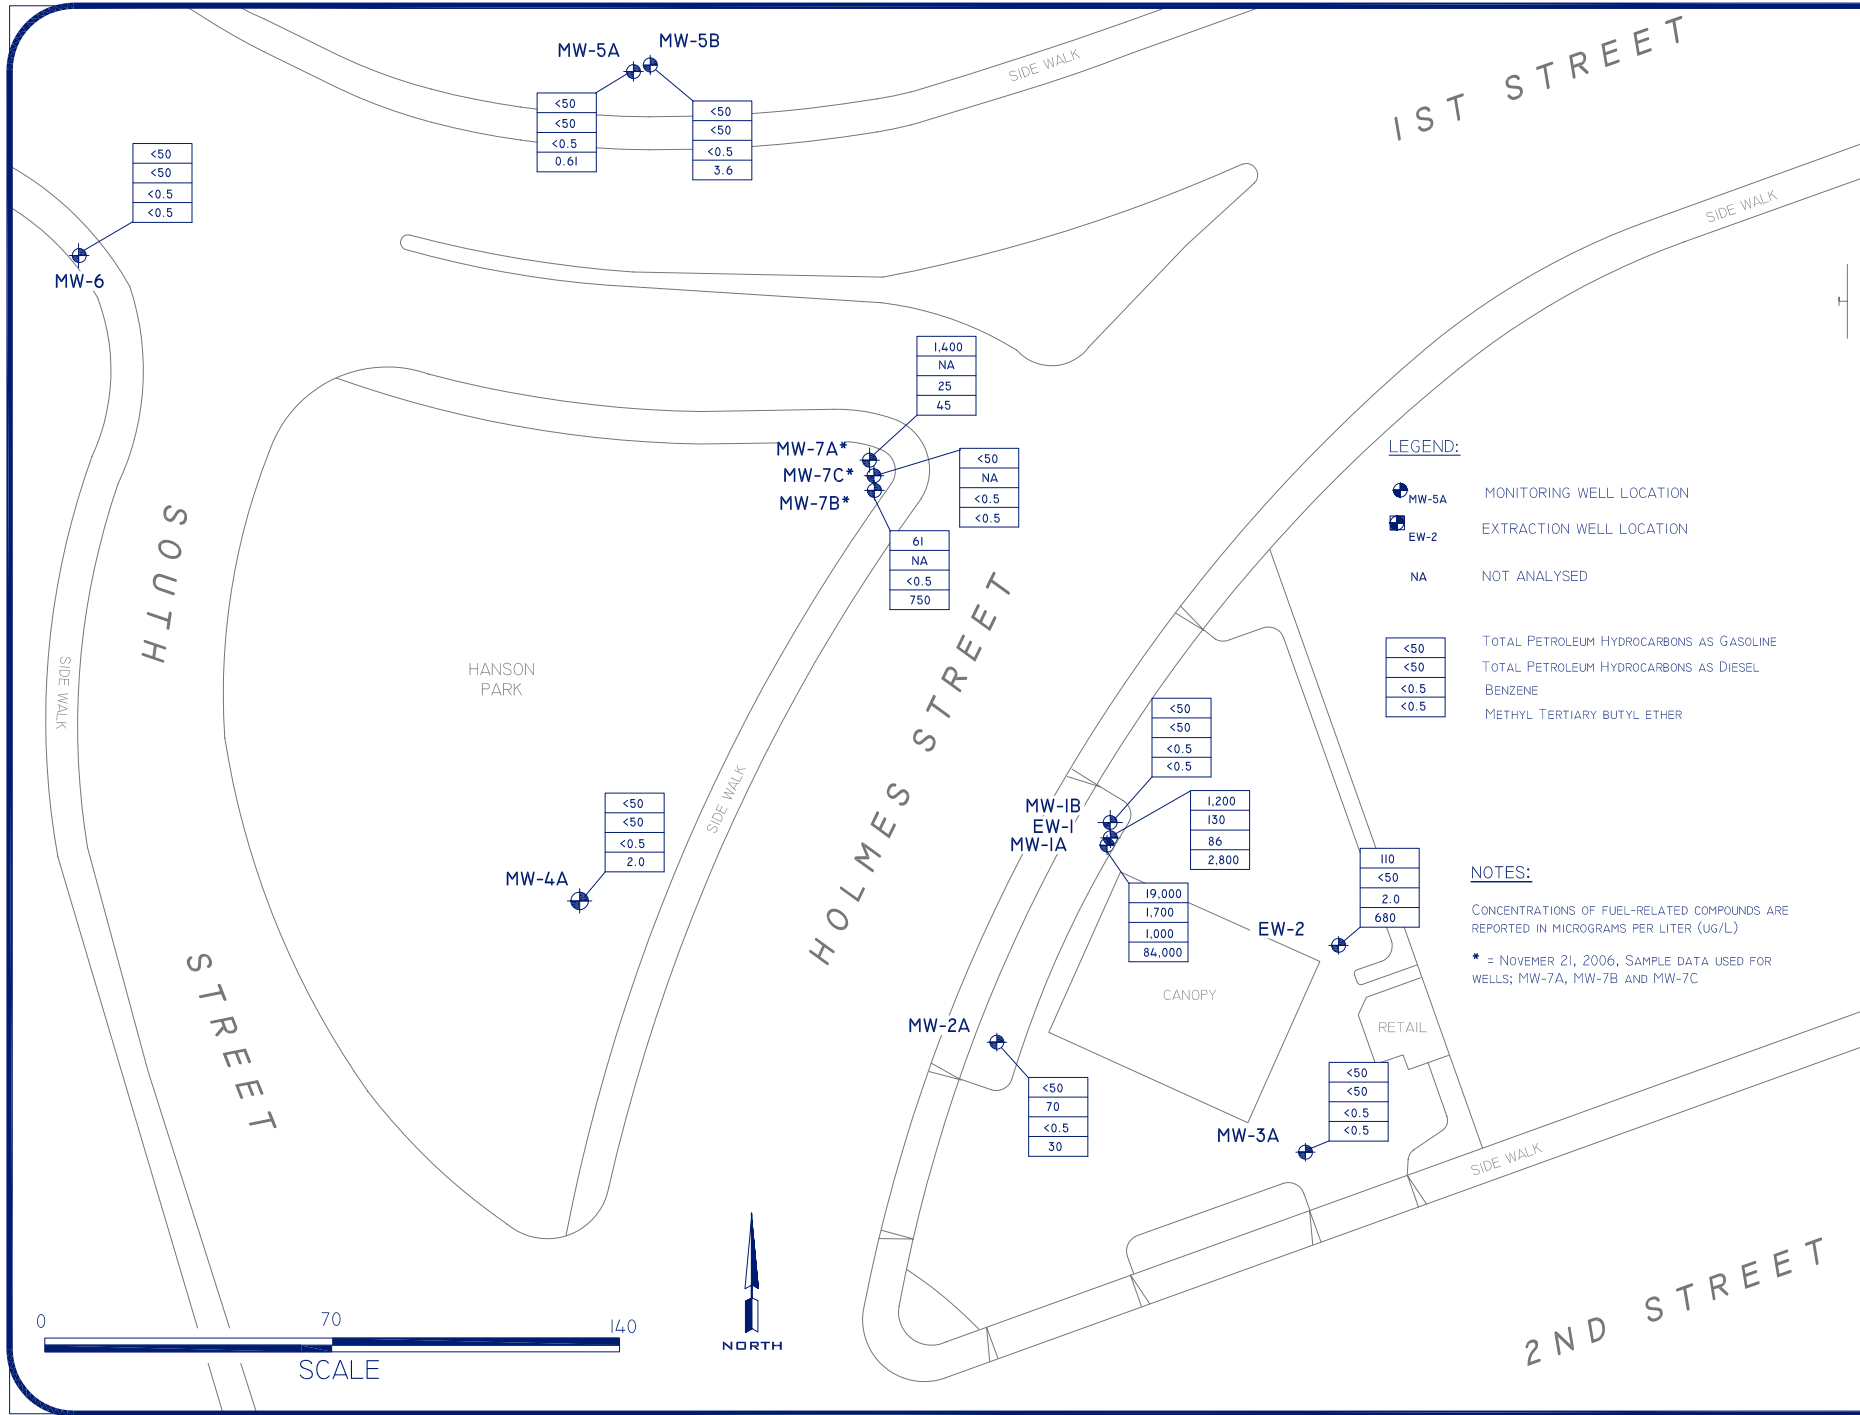 MW-5A
MW-5B
SIDE WALK
1ST STREET
<50
<50
<0.5
0.61
<50
<50
<0.5
3.6
<50
<50
<0.5
<0.5
MW-6
SIDE WALK
1,400
NA
25
45
MW-7A*
MW-7C*
MW-7B*
<50
NA
<0.5
<0.5
61
NA
<0.5
750
LEGEND:
MW-5A MONITORING WELL LOCATION
EW-2 EXTRACTION WELL LOCATION
NA NOT ANALYSED
<50 TOTAL PETROLEUM HYDROCARBONS AS GASOLINE
<50 TOTAL PETROLEUM HYDROCARBONS AS DIESEL
<0.5 BENZENE
<0.5 METHYL TERTIARY BUTYL ETHER
SOUTH STREET
SIDE WALK
HANSON
PARK
HOLMES STREET
SIDE WALK
<50
<50
<0.5
2.0
MW-4A
<50
<50
<0.5
<0.5
MW-1B
EW-1
MW-1A
1,200
130
86
2,800
19,000
1,700
1,000
84,000
110
<50
2.0
680
EW-2
CANOPY
RETAIL
NOTES:
CONCENTRATIONS OF FUEL-RELATED COMPOUNDS ARE
REPORTED IN MICROGRAMS PER LITER (UG/L)
* = NOVEMER 21, 2006, SAMPLE DATA USED FOR
WELLS; MW-7A, MW-7B AND MW-7C
MW-2A
<50
70
<0.5
30
<50
<50
<0.5
<0.5
MW-3A
SIDE WALK
2ND STREET
0 70 140
SCALE
NORTH